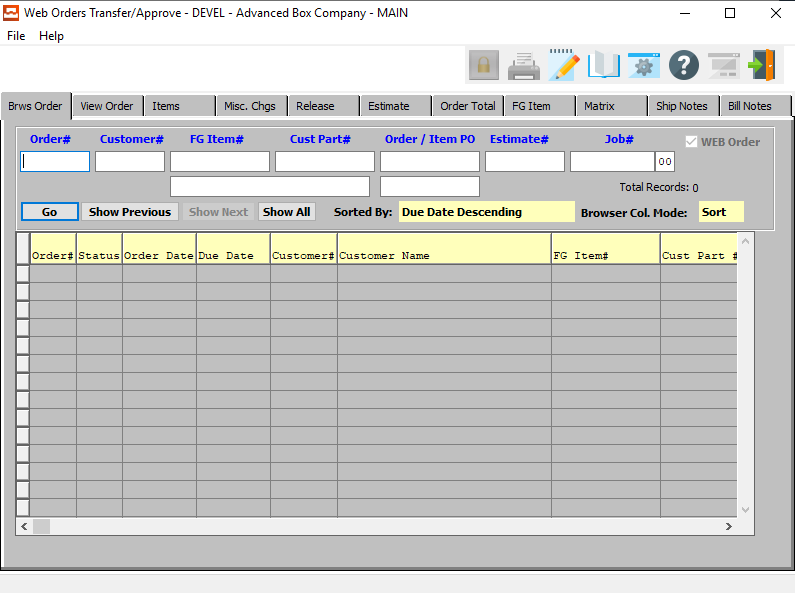 Web Orders Transfer/Approve - DEVEL - Advanced Box Company - MAIN
File Help
Brws Order View Order Items Misc. Chgs Release Estimate Order Total FG Item Matrix Ship Notes Bill Notes
Order# Customer# FG Item# Cust Part# Order / Item PO Estimate# Job# WEB Order
00
Total Records: 0
Go Show Previous Show Next Show All Sorted By: Due Date Descending Browser Col. Mode: Sort
Order# Status Order Date Due Date Customer# Customer Name FG Item# Cust Part #